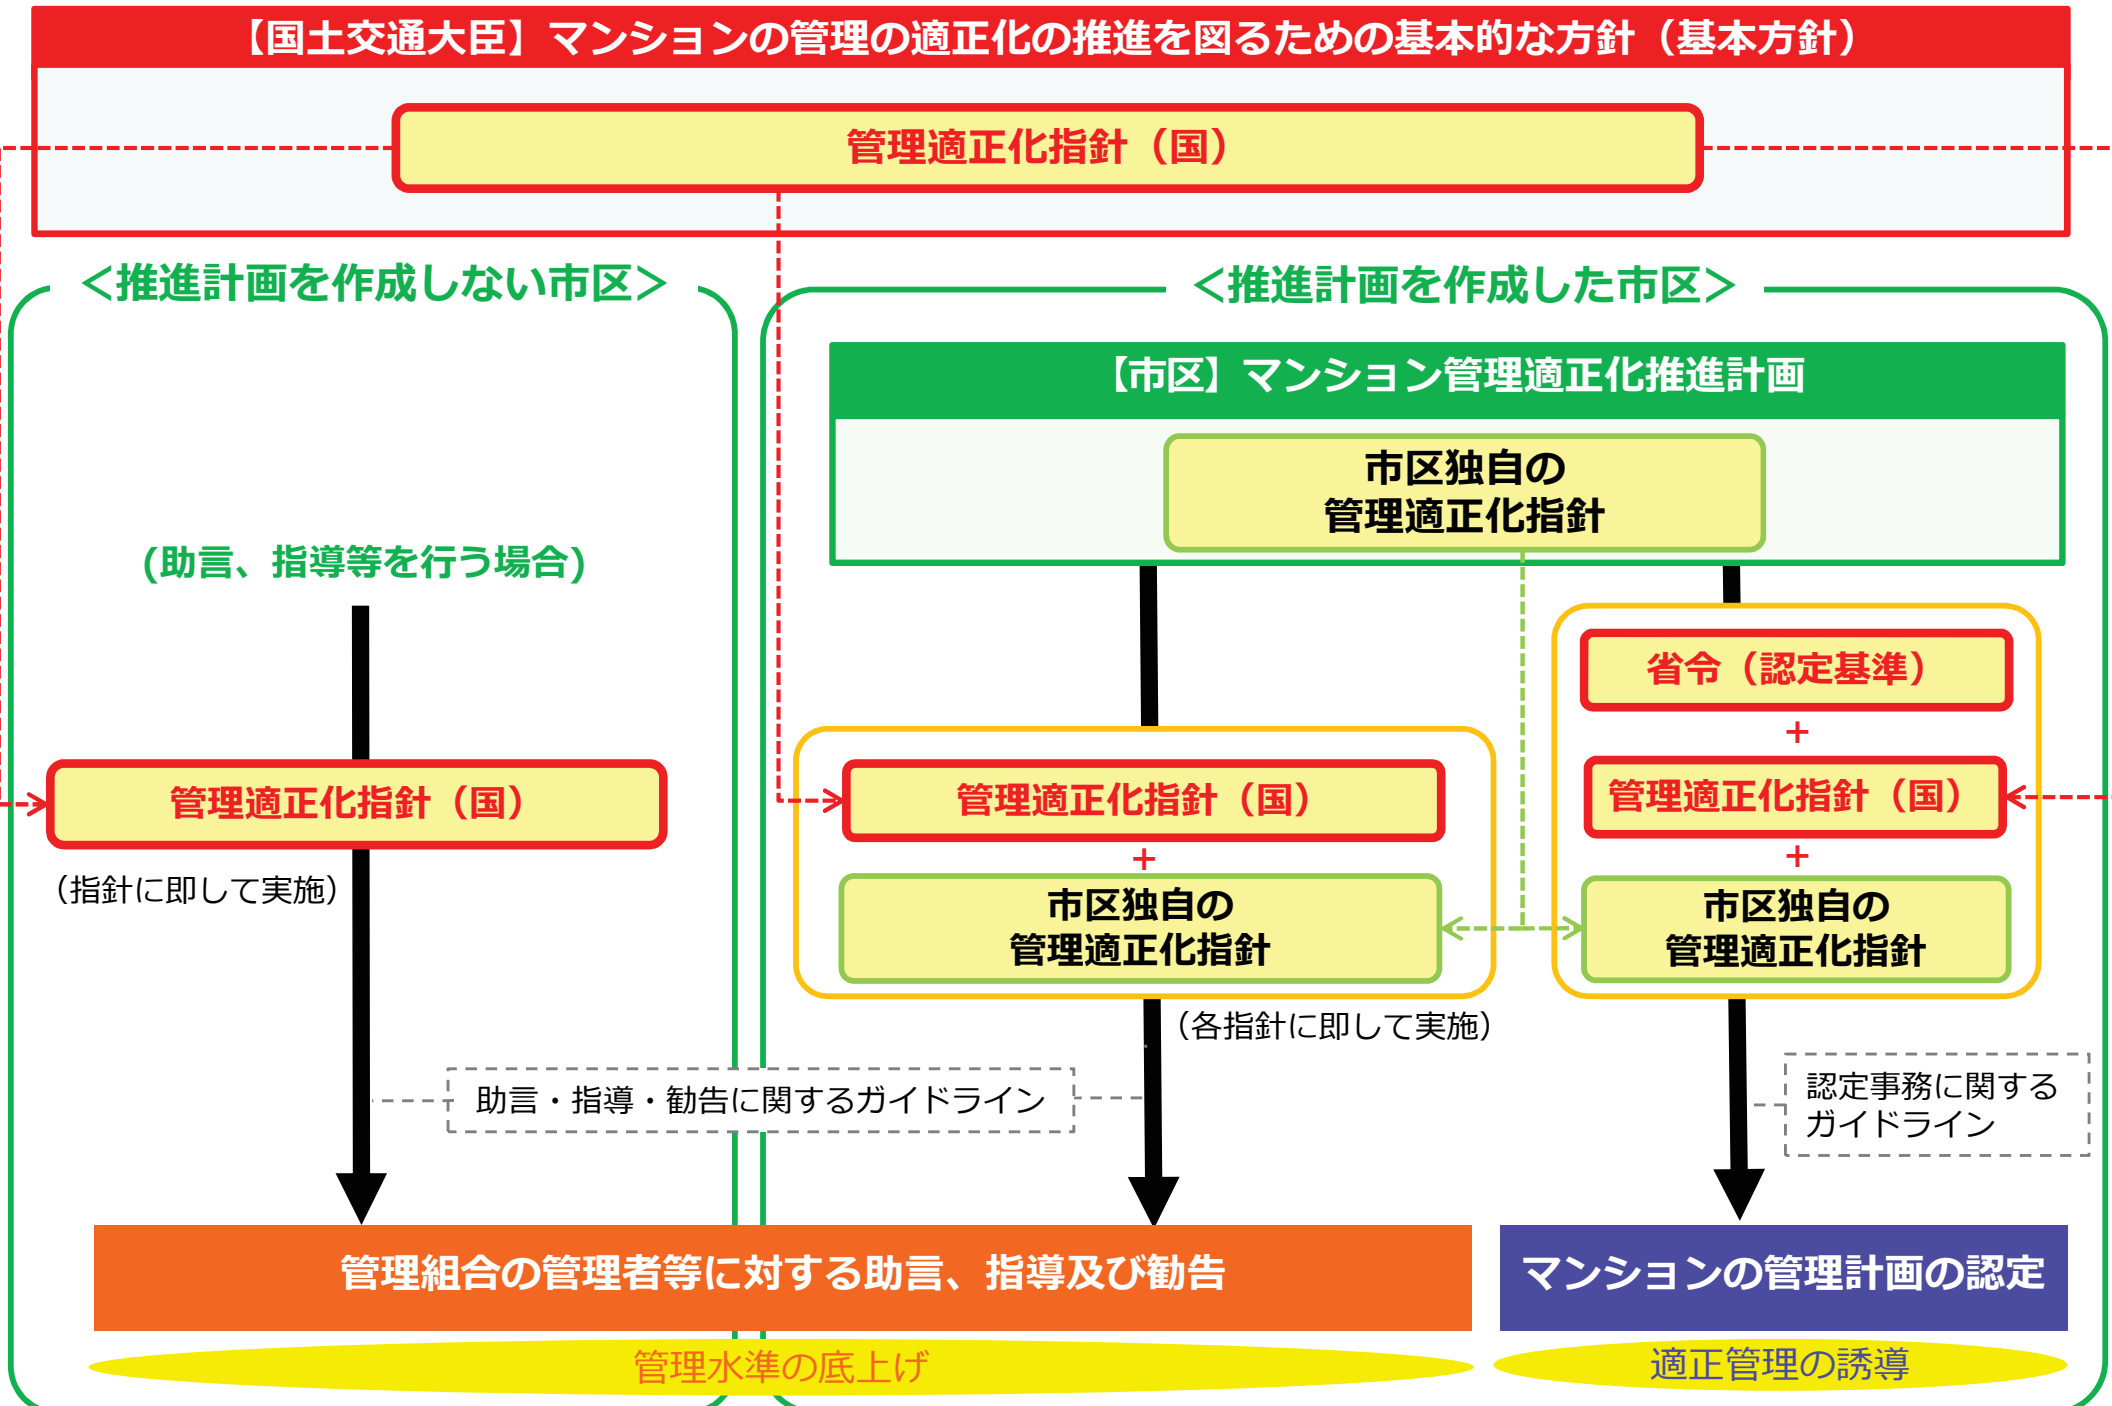 【国土交通大臣】マンションの管理の適正化の推進を図るための基本的な方針（基本方針）
管理適正化指針（国）
＜推進計画を作成しない市区＞
(助言、指導等を行う場合)
管理適正化指針（国）
（指針に即して実施）
＜推進計画を作成した市区＞
【市区】マンション管理適正化推進計画
市区独自の
管理適正化指針
管理適正化指針（国）
+
市区独自の
管理適正化指針
（各指針に即して実施）
省令（認定基準）
+
管理適正化指針（国）
+
市区独自の
管理適正化指針
助言・指導・勧告に関するガイドライン
認定事務に関する
ガイドライン
管理組合の管理者等に対する助言、指導及び勧告
マンションの管理計画の認定
管理水準の底上げ
適正管理の誘導